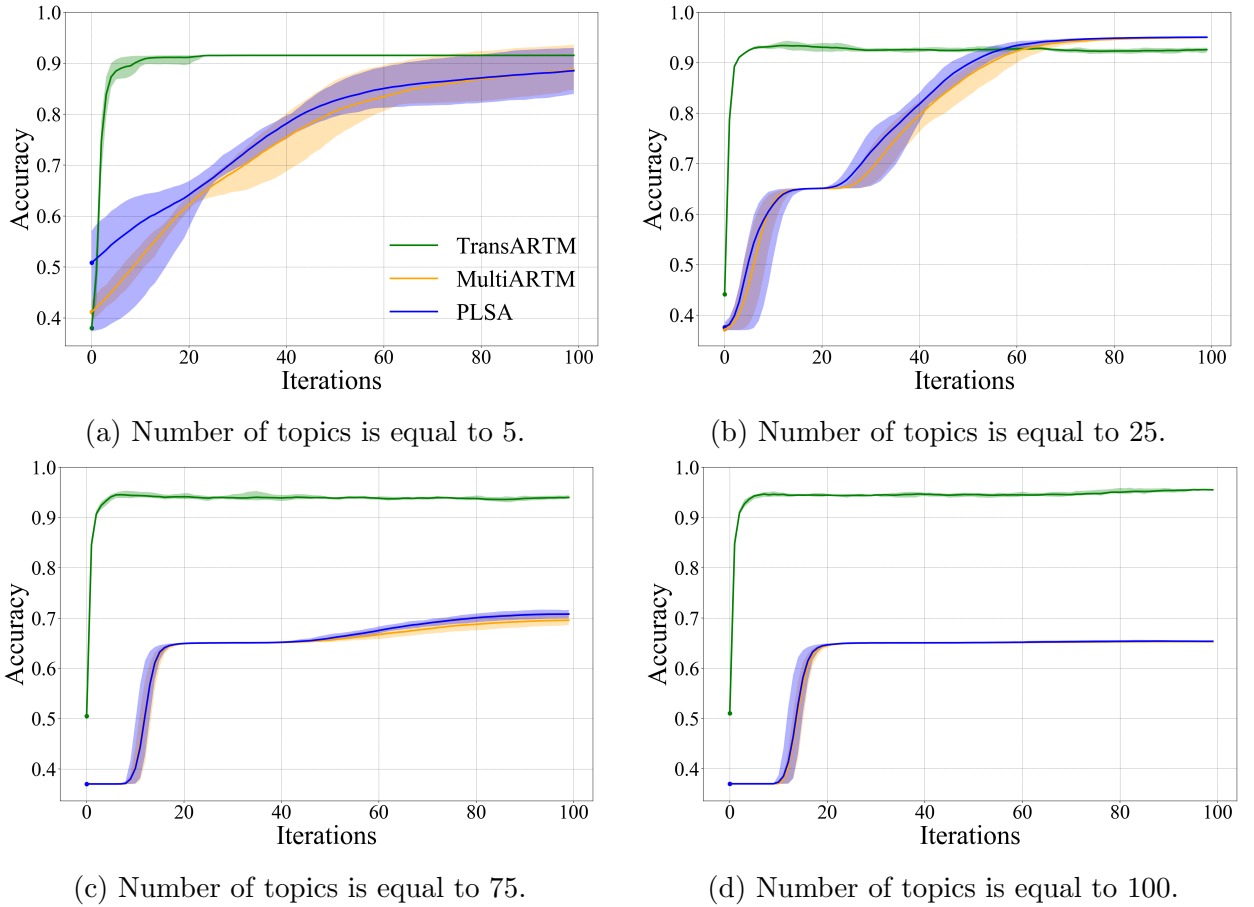 1.0
0.9
0.8
0.7
0.6
0.5
0.4
Accuracy
TransARTM
MultiARTM
PLSA
0 20 40 60 80 100
Iterations
(a) Number of topics is equal to 5.
1.0
0.9
0.8
0.7
0.6
0.5
0.4
Accuracy
0 20 40 60 80 100
Iterations
(b) Number of topics is equal to 25.
1.0
0.9
0.8
0.7
0.6
0.5
0.4
Accuracy
0 20 40 60 80 100
Iterations
(c) Number of topics is equal to 75.
1.0
0.9
0.8
0.7
0.6
0.5
0.4
Accuracy
0 20 40 60 80 100
Iterations
(d) Number of topics is equal to 100.